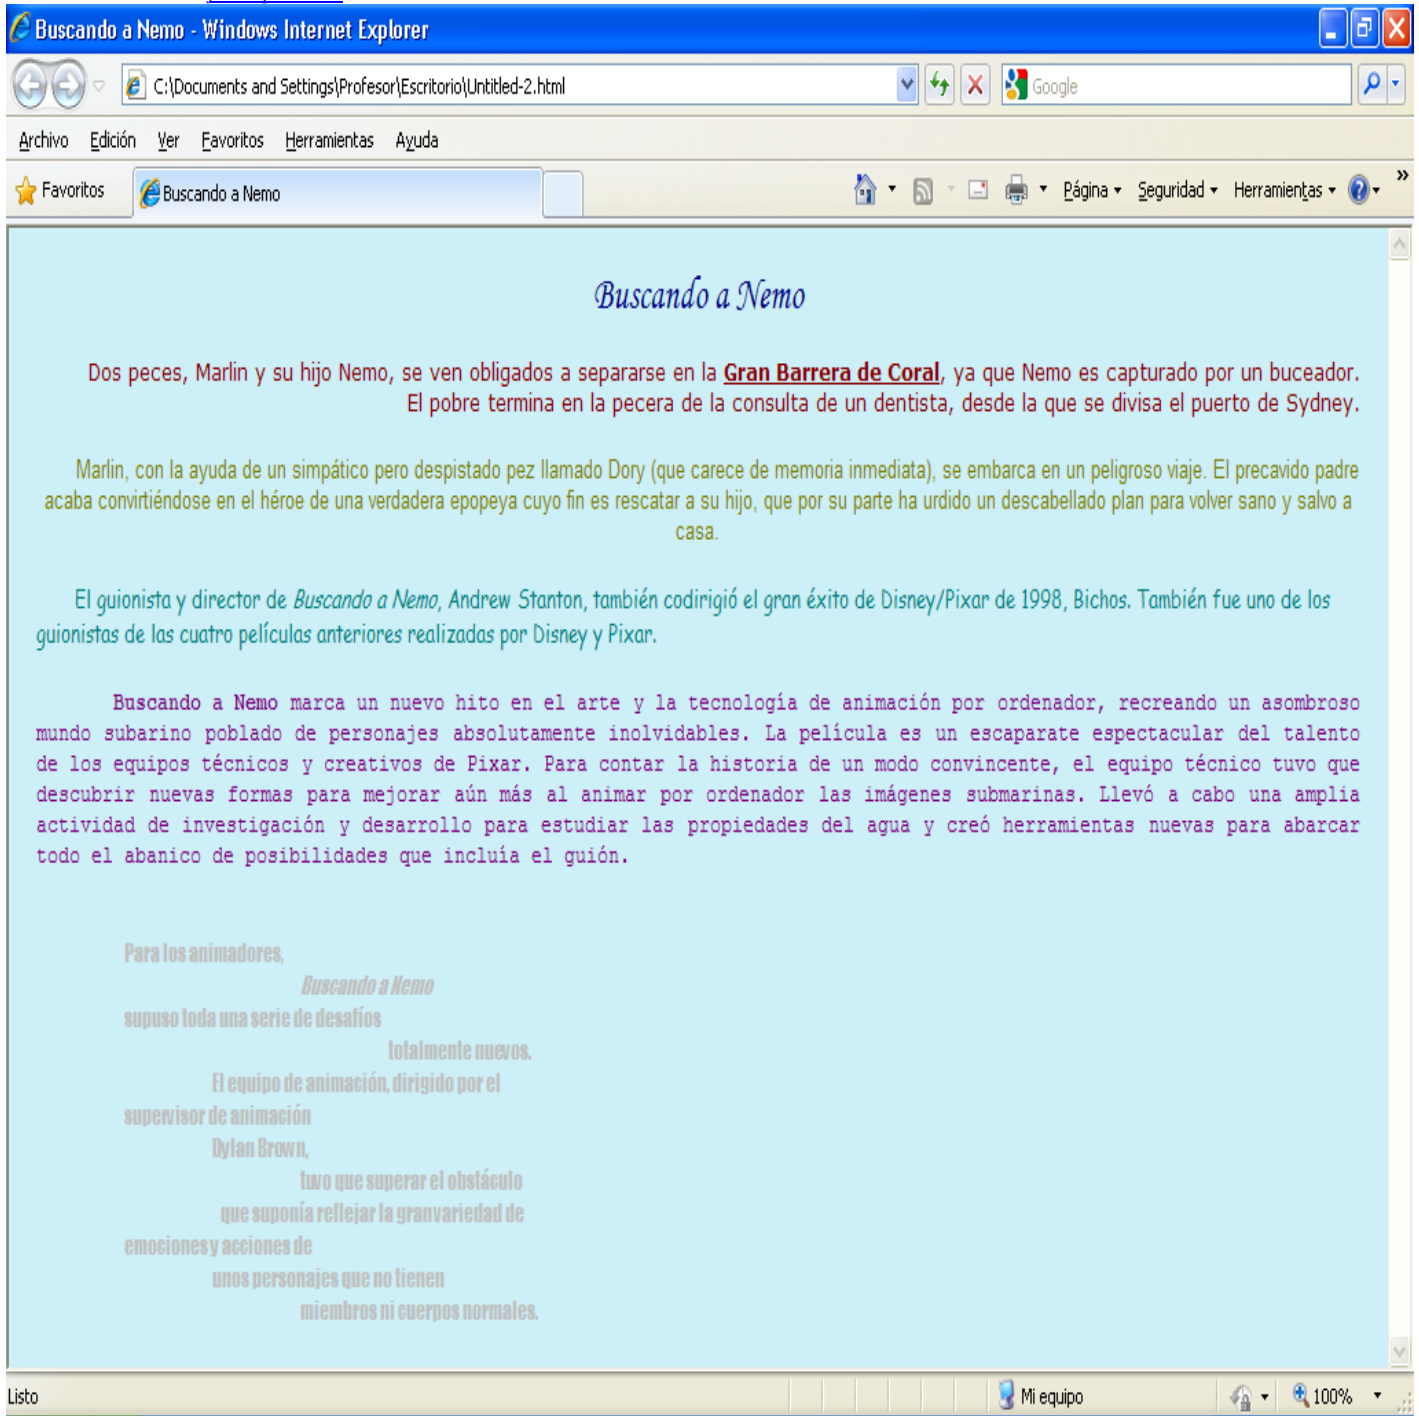 Buscando a Nemo - Windows Internet Explorer
C:\Documents and Settings\Profesor\Escritorio\Untitled-2.html
Google
Archivo Edición Ver Favoritos Herramientas Ayuda
Favoritos Buscando a Nemo Página Seguridad Herramientas »
Buscando a Nemo
Dos peces, Marlin y su hijo Nemo, se ven obligados a separarse en la Gran Barrera de Coral, ya que Nemo es capturado por un buceador.
El pobre termina en la pecera de la consulta de un dentista, desde la que se divisa el puerto de Sydney.
Marlin, con la ayuda de un simpático pero despistado pez llamado Dory (que carece de memoria inmediata), se embarca en un peligroso viaje. El precavido padre
acaba convirtiéndose en el héroe de una verdadera epopeya cuyo fin es rescatar a su hijo, que por su parte ha urdido un descabellado plan para volver sano y salvo a
casa.
El guionista y director de Buscando a Nemo, Andrew Stanton, también codirigió el gran éxito de Disney/Pixar de 1998, Bichos. También fue uno de los
guionistas de las cuatro películas anteriores realizadas por Disney y Pixar.
Buscando a Nemo marca un nuevo hito en el arte y la tecnología de animación por ordenador, recreando un asombroso
mundo subarino poblado de personajes absolutamente inolvidables. La película es un escaparate espectacular del talento
de los equipos técnicos y creativos de Pixar. Para contar la historia de un modo convincente, el equipo técnico tuvo que
descubrir nuevas formas para mejorar aún más al animar por ordenador las imágenes submarinas. Llevó a cabo una amplia
actividad de investigación y desarrollo para estudiar las propiedades del agua y creó herramientas nuevas para abarcar
todo el abanico de posibilidades que incluía el guión.
Para los animadores,
Buscando a Nemo
supuso toda una serie de desafíos
totalmente nuevos.
El equipo de animación, dirigido por el
supervisor de animación
Dylan Brown,
tuvo que superar el obstáculo
que suponía reflejar la granvariedad de
emociones y acciones de
unos personajes que no tienen
miembros ni cuerpos normales.
Listo Mi equipo 100%